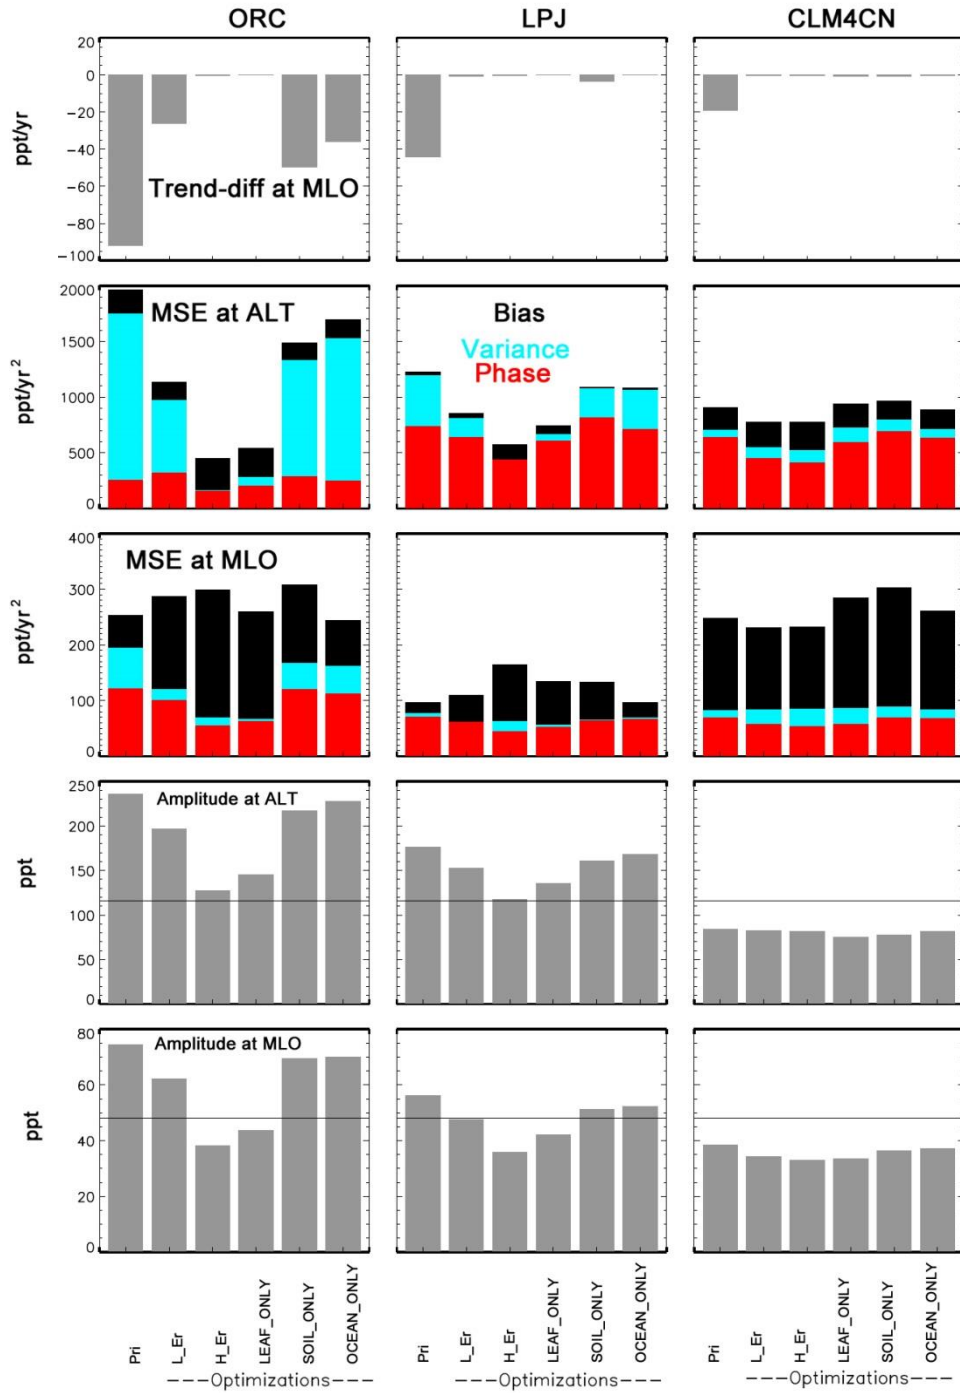 ORC LPJ CLM4CN
20
0
−20
−40
−60
−80
−100
ppt/yr
Trend-diff at MLO
2000
1500
1000
500
0
ppt/yr²
MSE at ALT
Bias
Variance
Phase
400
300
200
100
0
ppt/yr²
MSE at MLO
250
200
150
100
50
0
ppt
Amplitude at ALT
80
60
40
20
0
ppt
Amplitude at MLO
Pri L_Er H_Er LEAF_ONLY SOIL_ONLY OCEAN_ONLY
Pri L_Er H_Er LEAF_ONLY SOIL_ONLY OCEAN_ONLY
Pri L_Er H_Er LEAF_ONLY SOIL_ONLY OCEAN_ONLY
−−−−Optimizations−−−− −−−−Optimizations−−−− −−−−Optimizations−−−−